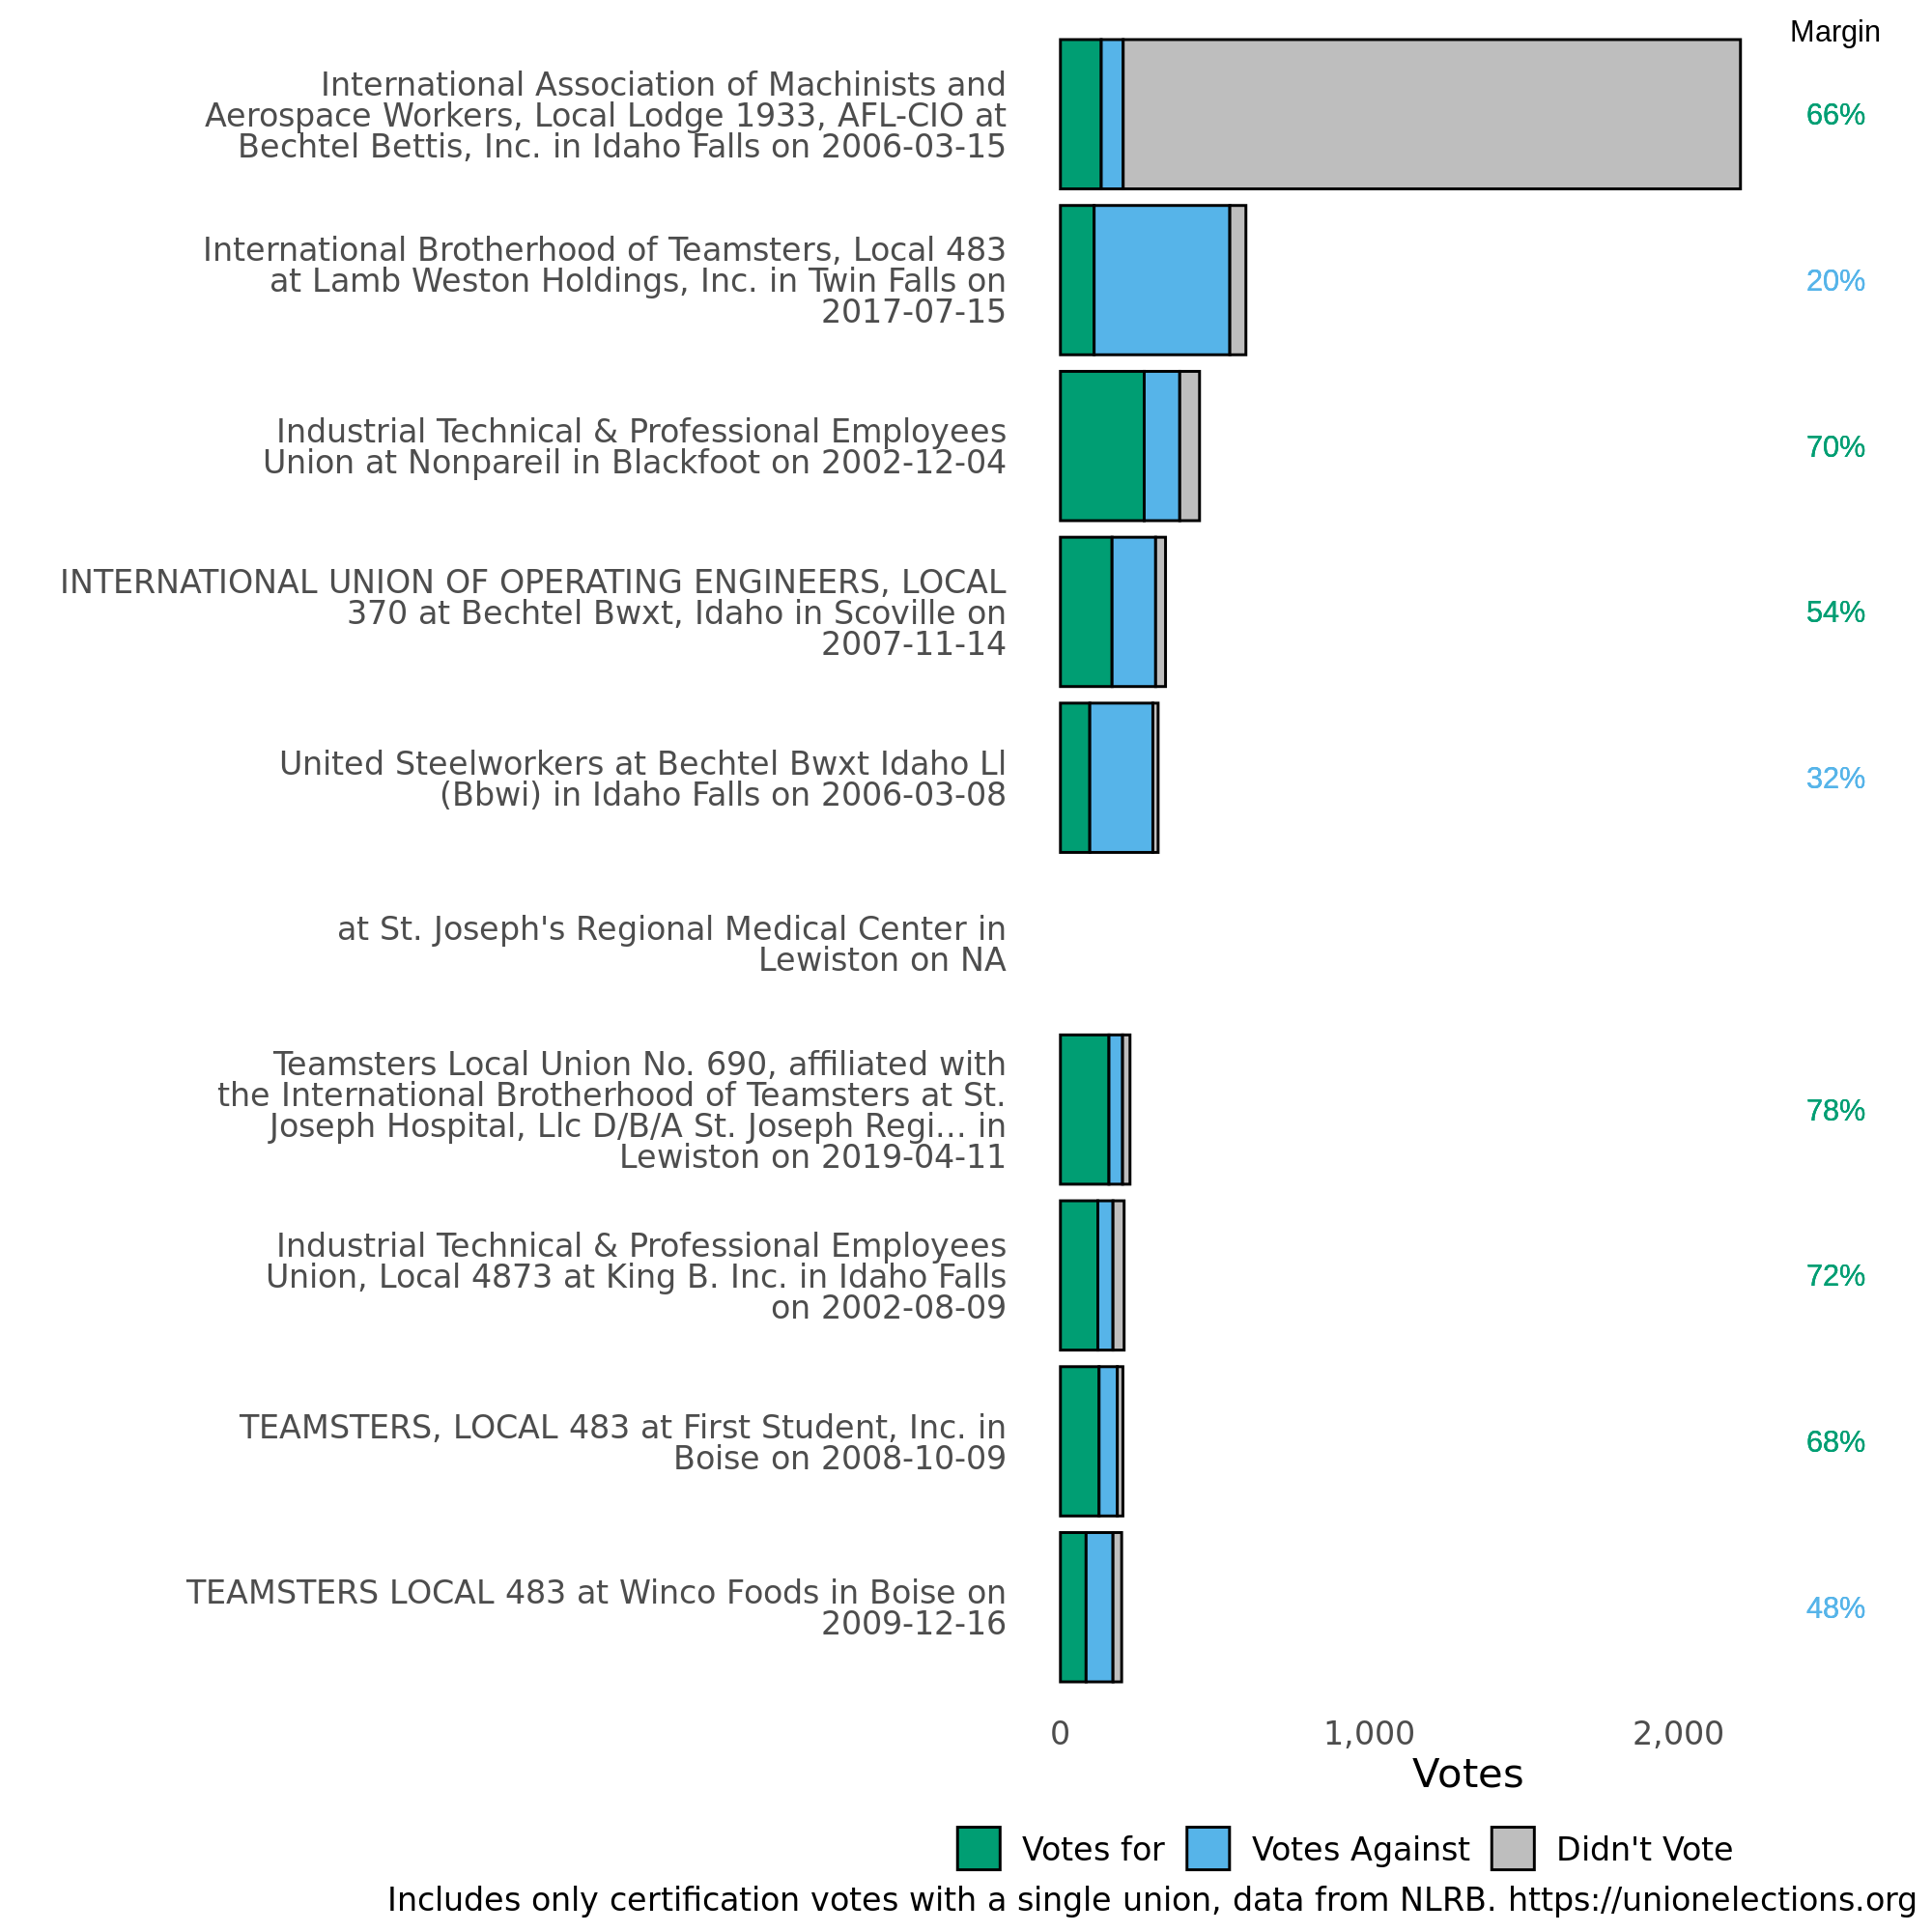 Margin
International Association of Machinists and
Aerospace Workers, Local Lodge 1933, AFL-CIO at
Bechtel Bettis, Inc. in Idaho Falls on 2006-03-15
66%
International Brotherhood of Teamsters, Local 483
at Lamb Weston Holdings, Inc. in Twin Falls on
2017-07-15
20%
Industrial Technical & Professional Employees
Union at Nonpareil in Blackfoot on 2002-12-04
70%
INTERNATIONAL UNION OF OPERATING ENGINEERS, LOCAL
370 at Bechtel Bwxt, Idaho in Scoville on
2007-11-14
54%
United Steelworkers at Bechtel Bwxt Idaho Ll
(Bbwi) in Idaho Falls on 2006-03-08
32%
at St. Joseph's Regional Medical Center in
Lewiston on NA
Teamsters Local Union No. 690, affiliated with
the International Brotherhood of Teamsters at St.
Joseph Hospital, Llc D/B/A St. Joseph Regi... in
Lewiston on 2019-04-11
78%
Industrial Technical & Professional Employees
Union, Local 4873 at King B. Inc. in Idaho Falls
on 2002-08-09
72%
TEAMSTERS, LOCAL 483 at First Student, Inc. in
Boise on 2008-10-09
68%
TEAMSTERS LOCAL 483 at Winco Foods in Boise on
2009-12-16
48%
0 1,000 2,000
Votes
Votes for Votes Against Didn't Vote
Includes only certification votes with a single union, data from NLRB. https://unionelections.org